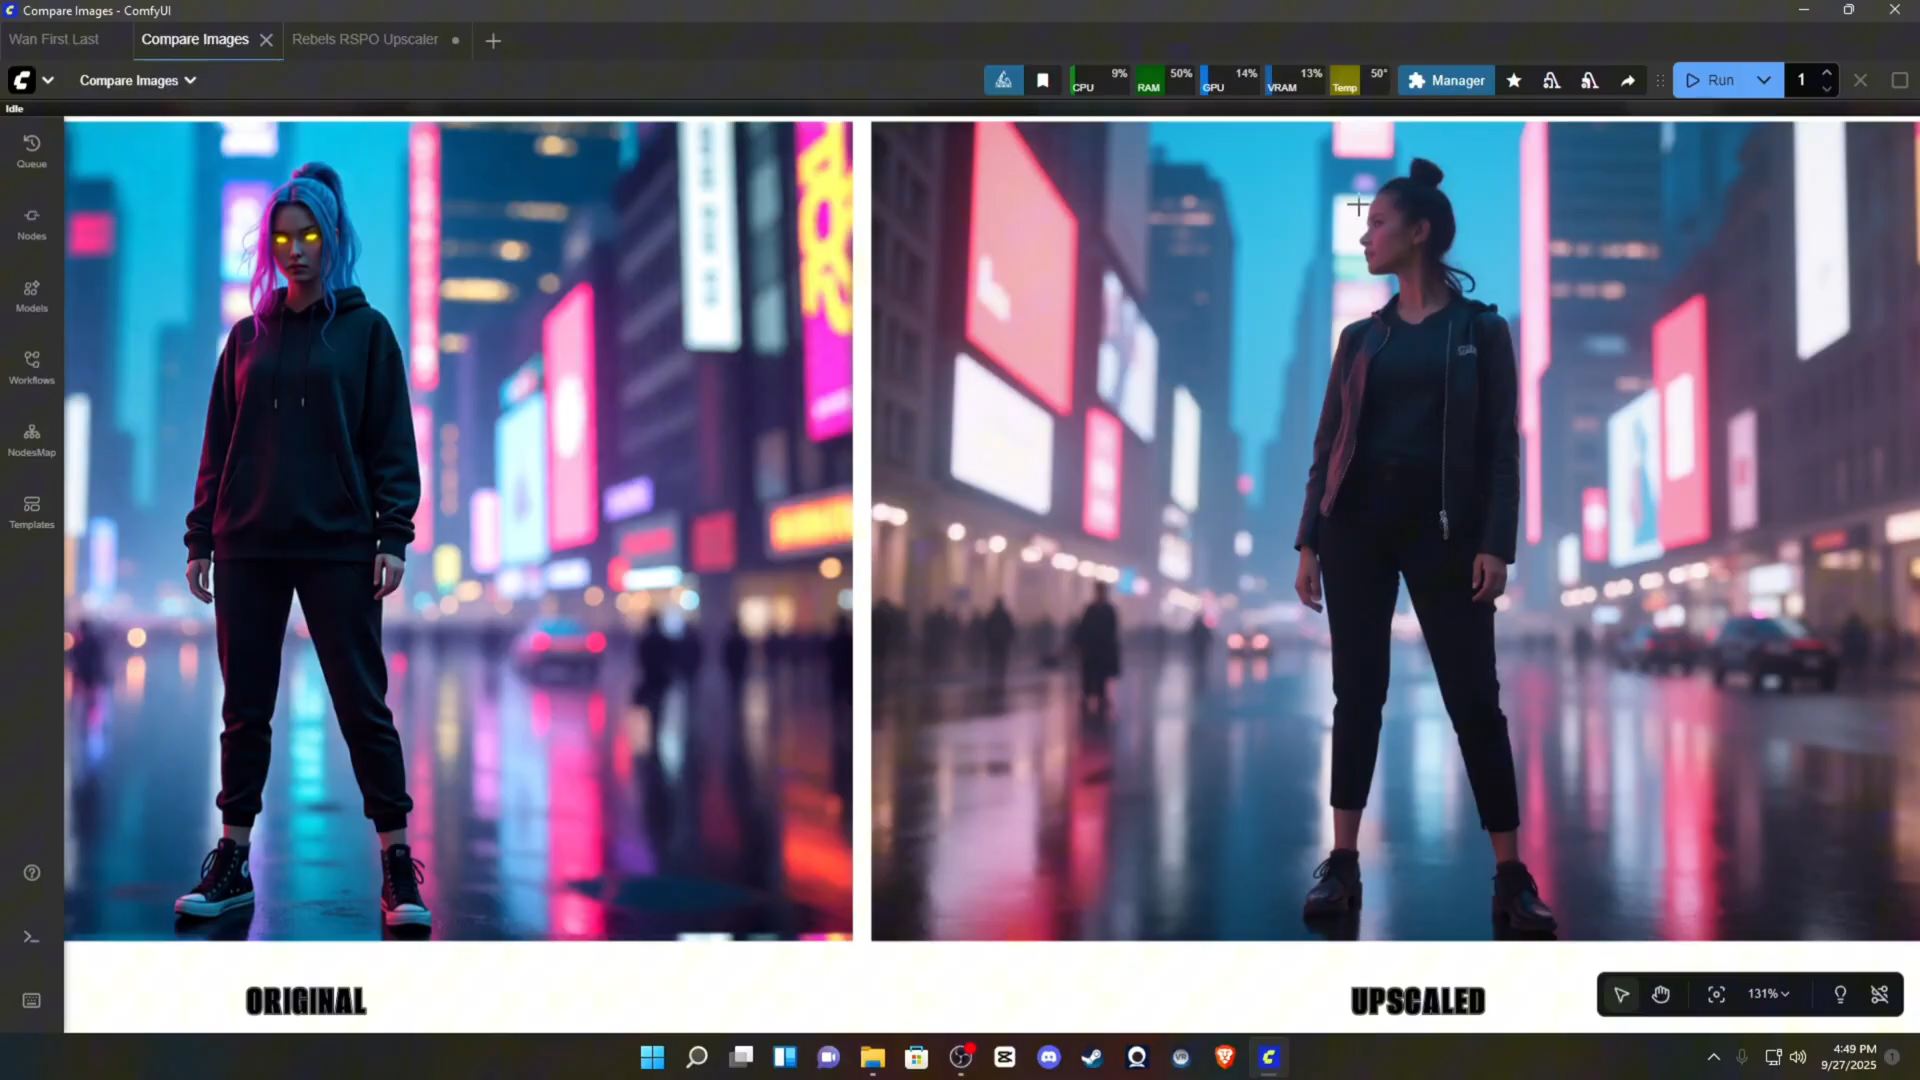 Compare Images - ComfyUI
Wan First Last
Compare Images
Rebels RSPO Upscaler
Compare Images
CPU 9%
RAM 50%
GPU 14%
VRAM 13%
Temp 50°
Manager
Run
1
Idle
Queue
Nodes
Models
Workflows
NodesMap
Templates
ORIGINAL
UPSCALED
131%
VR
4:49 PM
9/27/2025
1